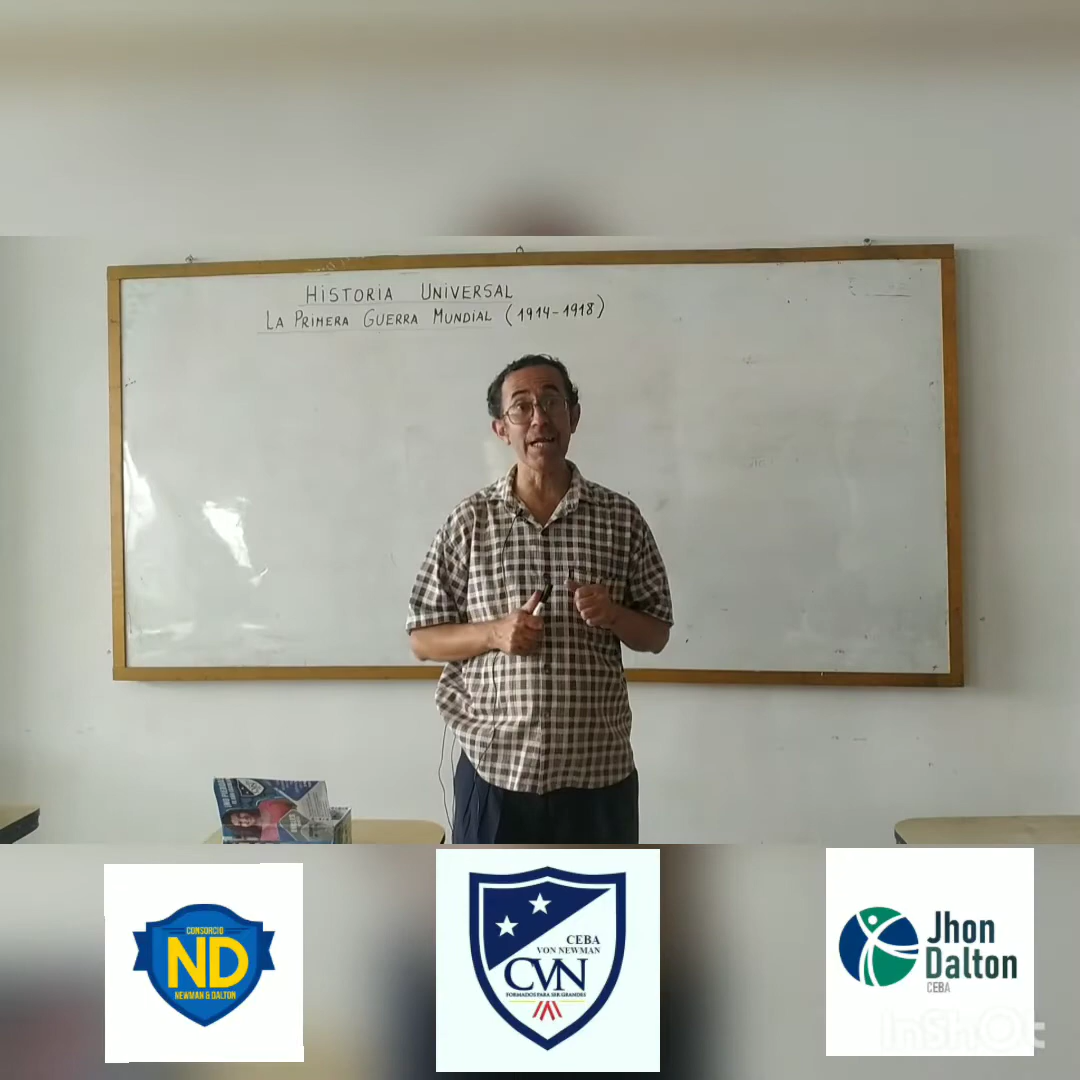 HISTORIA UNIVERSAL
LA PRIMERA GUERRA MUNDIAL (1914-1918)
CONSORCIO
ND
NEWMAN & DALTON
CEBA
VON NEWMAN
CVN
FORMADOS PARA SER GRANDES
Jhon
Dalton
CEBA
InShot